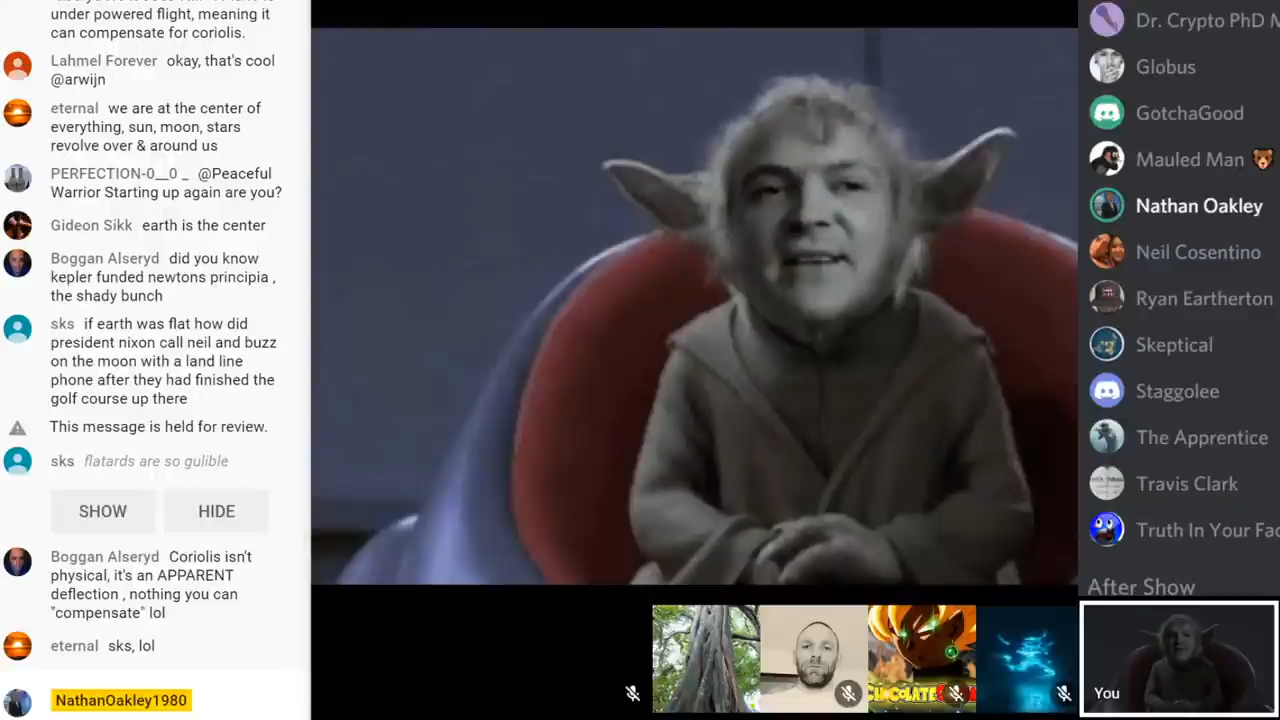 under powered flight, meaning it
can compensate for coriolis.
Lahmel Forever okay, that's cool
@arwijn
eternal we are at the center of
everything, sun, moon, stars
revolve over & around us
PERFECTION-0__0 _ @Peaceful
Warrior Starting up again are you?
Gideon Sikk earth is the center
Boggan Alseryd did you know
kepler funded newtons principia ,
the shady bunch
sks if earth was flat how did
president nixon call neil and buzz
on the moon with a land line
phone after they had finished the
golf course up there
This message is held for review.
sks flatards are so gulible
SHOW HIDE
Boggan Alseryd Coriolis isn't
physical, it's an APPARENT
deflection , nothing you can
"compensate" lol
eternal sks, lol
NathanOakley1980
CHOCOLATE
Dr. Crypto PhD M
Globus
GotchaGood
Mauled Man
Nathan Oakley
Neil Cosentino
Ryan Eartherton
Skeptical
Staggolee
The Apprentice
Travis Clark
Truth In Your Fac
After Show
You